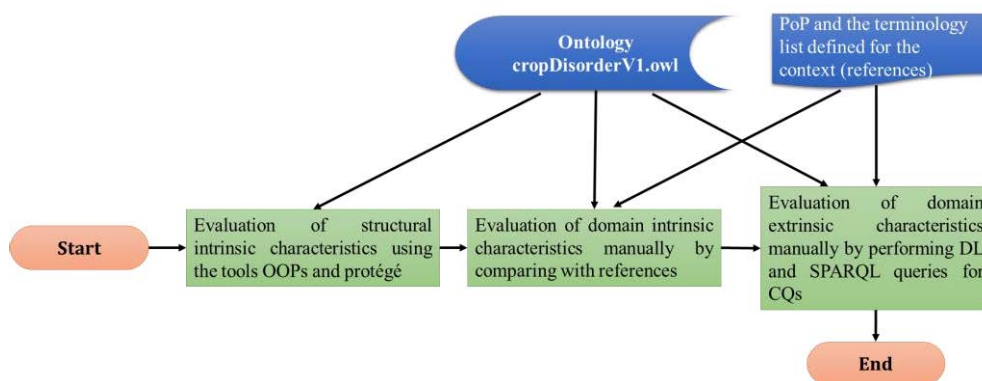 Ontology
cropDisorderV1.owl
PoP and the terminology
list defined for the
context (references)
Start
Evaluation of structural
intrinsic characteristics using
the tools OOPs and protégé
Evaluation of domain intrinsic
characteristics manually by
comparing with references
Evaluation of domain
extrinsic characteristics
manually by performing DL
and SPARQL queries for
CQs
End